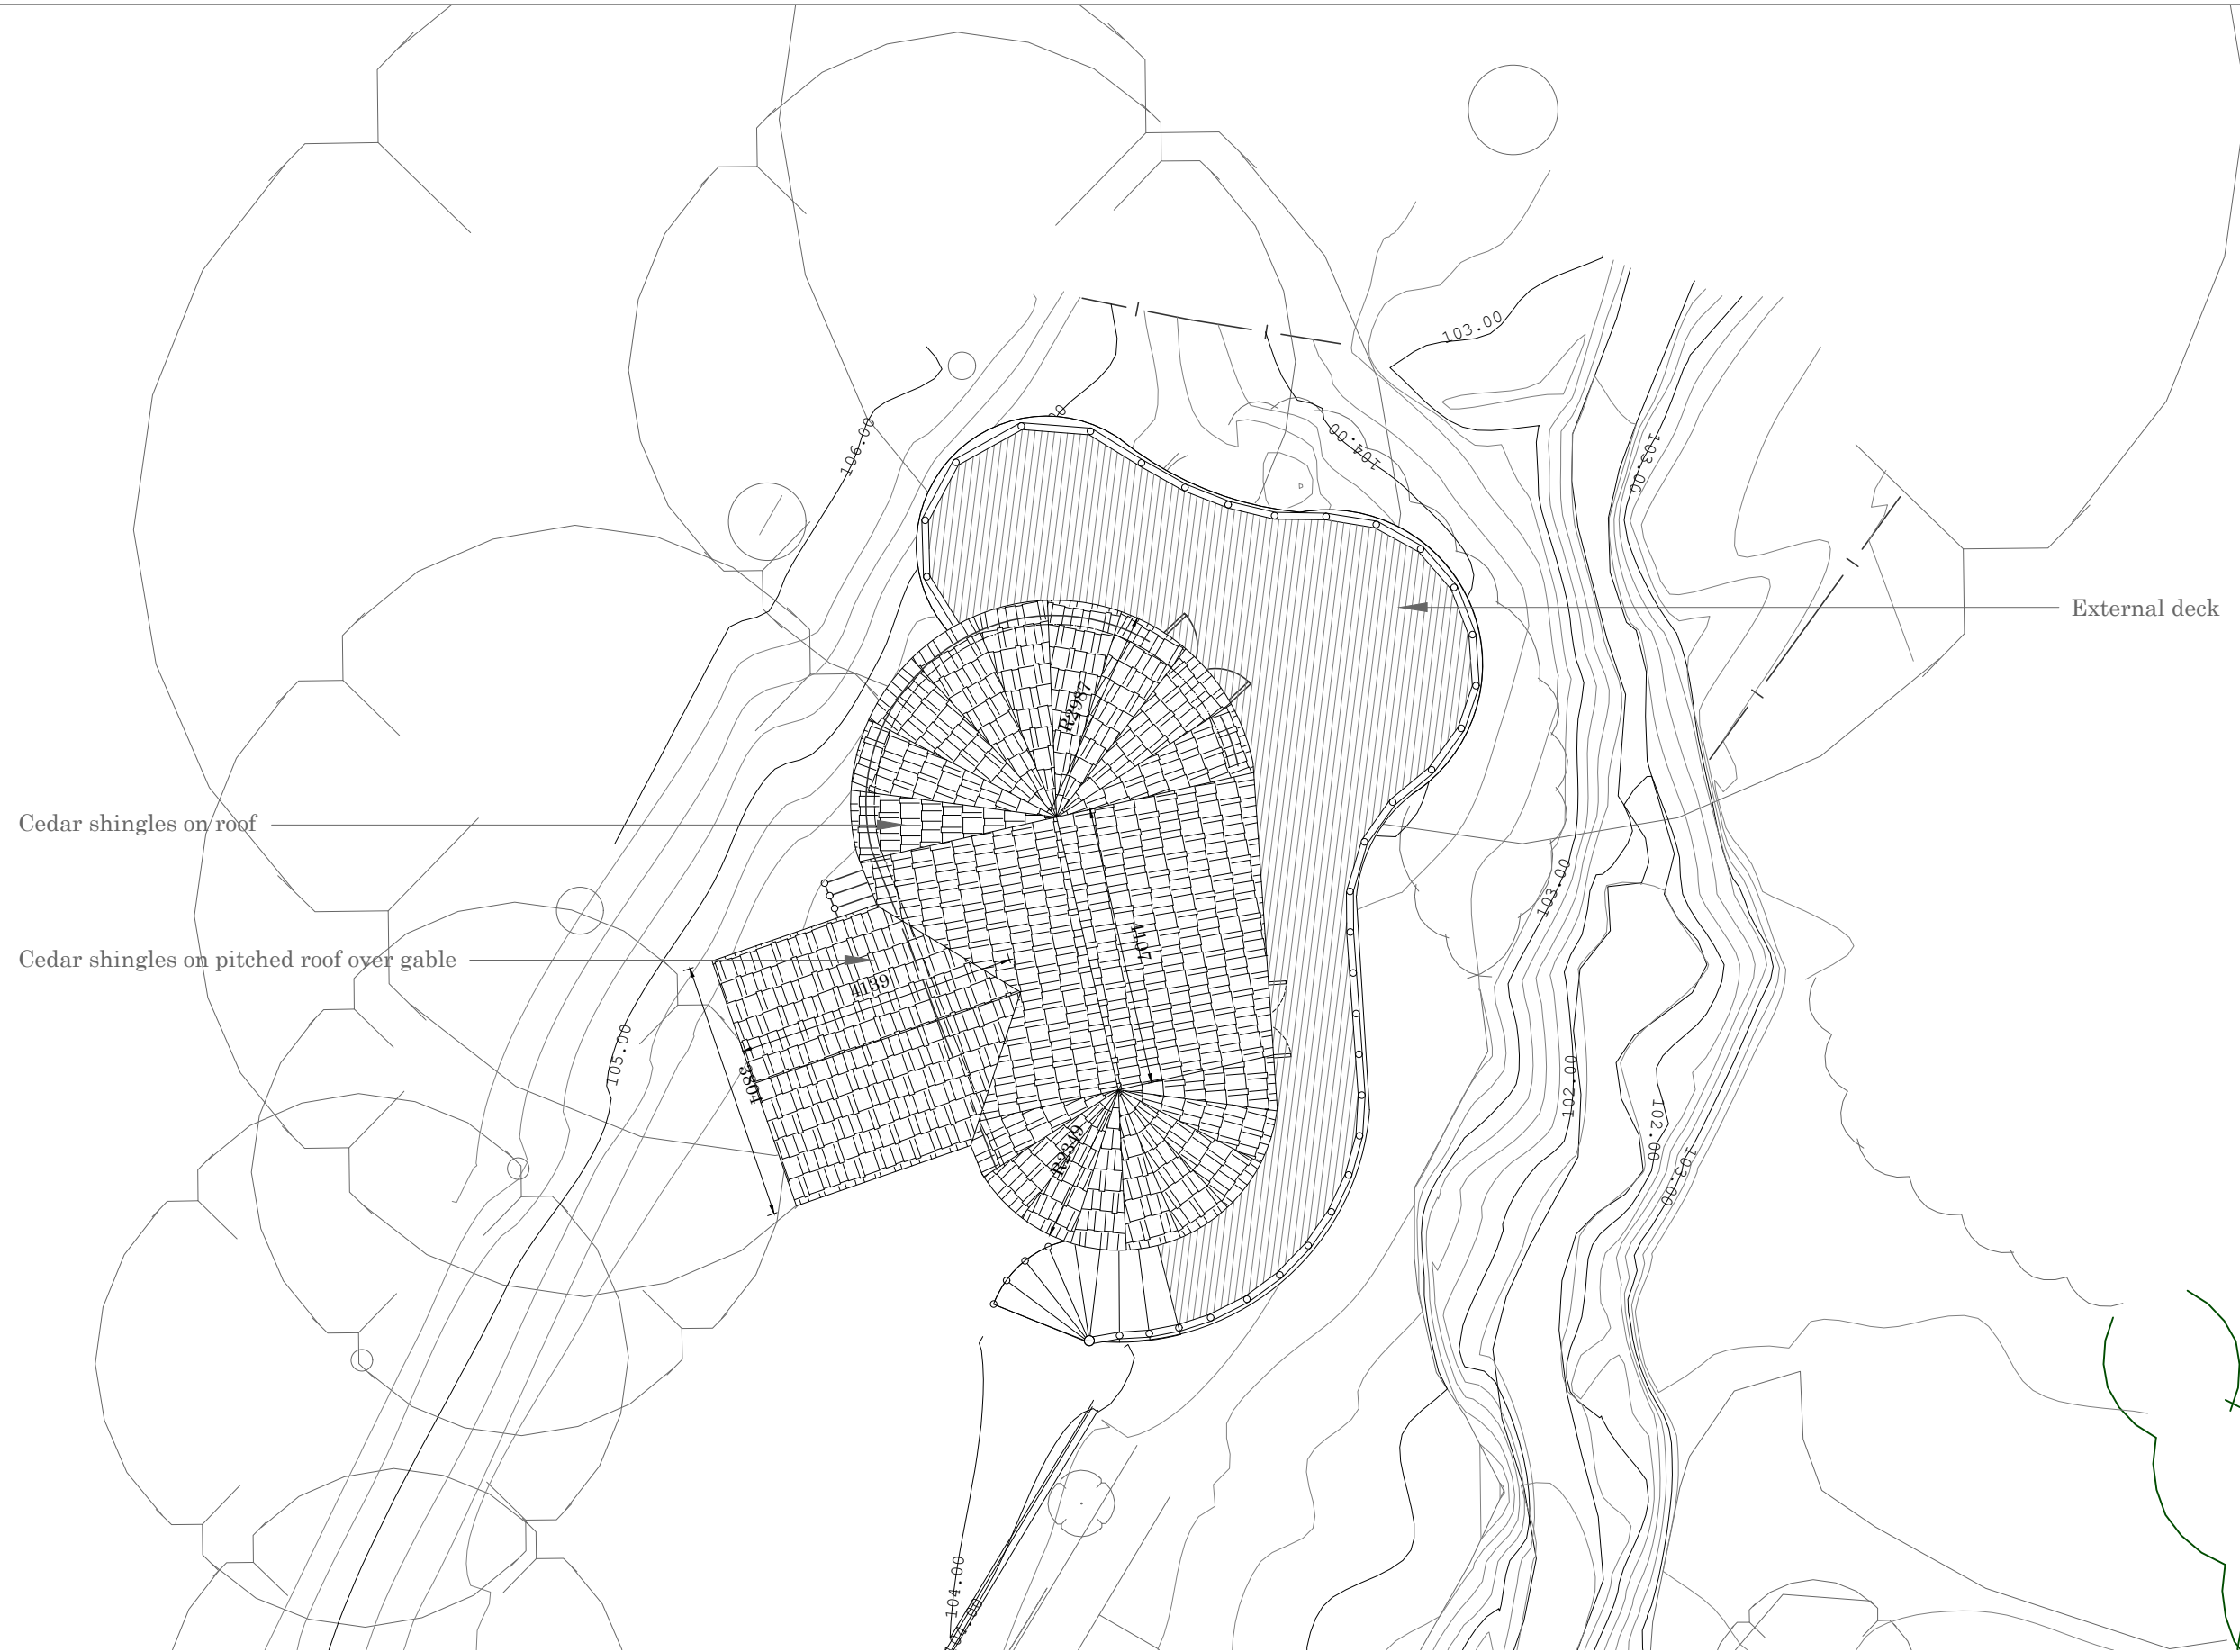 103.00
106.00
104.00
103.00
External deck
R2987
Cedar shingles on roof
103.00
4107
Cedar shingles on pitched roof over gable
4139
105.00
3804
102.00
102.00
R2349
103.00
104.00